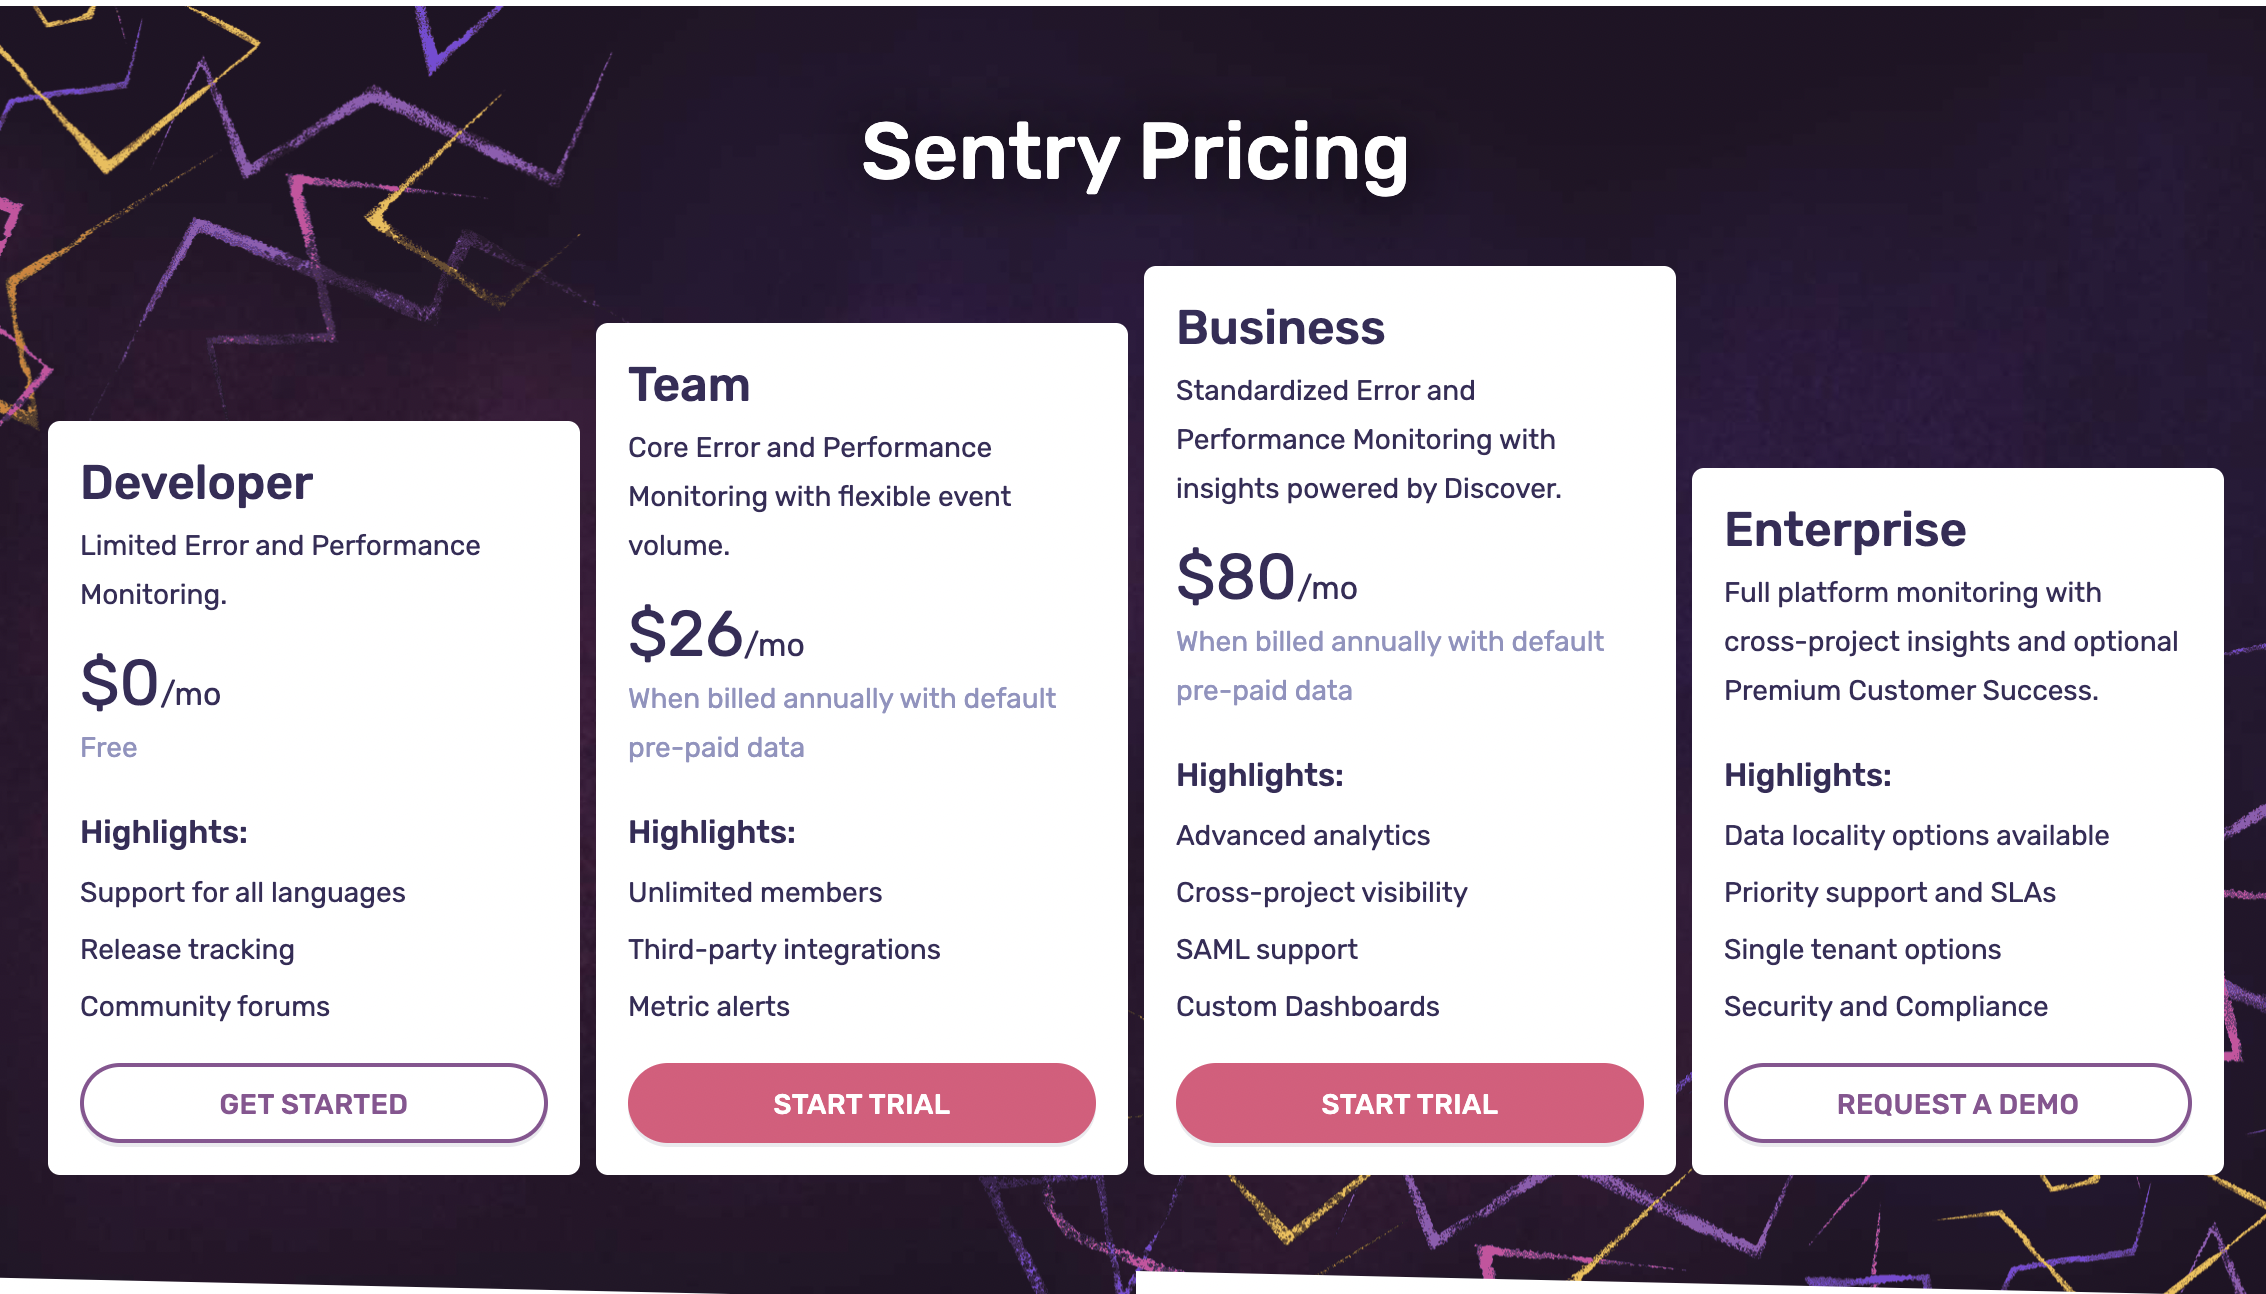 Sentry Pricing
Developer
Limited Error and Performance
Monitoring.
$0/mo
Free
Highlights:
Support for all languages
Release tracking
Community forums
GET STARTED
Team
Core Error and Performance
Monitoring with flexible event
volume.
$26/mo
When billed annually with default
pre-paid data
Highlights:
Unlimited members
Third-party integrations
Metric alerts
START TRIAL
Business
Standardized Error and
Performance Monitoring with
insights powered by Discover.
$80/mo
When billed annually with default
pre-paid data
Highlights:
Advanced analytics
Cross-project visibility
SAML support
Custom Dashboards
START TRIAL
Enterprise
Full platform monitoring with
cross-project insights and optional
Premium Customer Success.
Highlights:
Data locality options available
Priority support and SLAs
Single tenant options
Security and Compliance
REQUEST A DEMO